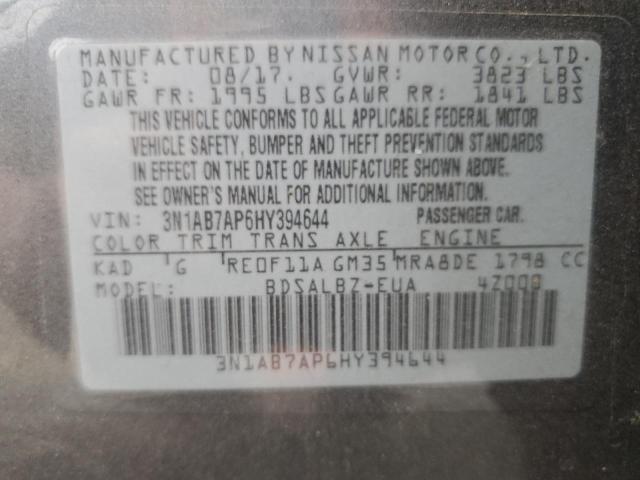 MANUFACTURED BY NISSAN MOTOR CO., LTD.
DATE: 08/17. GVWR: 3823 LBS
GAWR FR: 1995 LBS GAWR RR: 1841 LBS
THIS VEHICLE CONFORMS TO ALL APPLICABLE FEDERAL MOTOR
VEHICLE SAFETY, BUMPER AND THEFT PREVENTION STANDARDS
IN EFFECT ON THE DATE OF MANUFACTURE SHOWN ABOVE.
SEE OWNER'S MANUAL FOR ADDITIONAL INFORMATION.
VIN: 3N1AB7AP6HY394644 PASSENGER CAR.
COLOR TRIM TRANS AXLE ENGINE
KAD G RE0F11A GM35 MRA8DE 1798 CC
BDSALBZ-EUA 4Z000
3N1AB7AP6HY394644